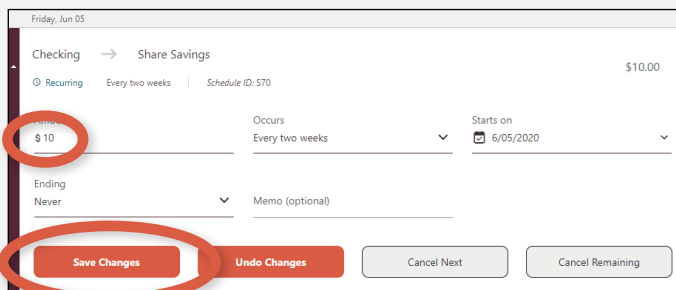 Friday, Jun 05
Checking → Share Savings
$10.00
Recurring Every two weeks Schedule ID: S70
Amount Occurs Starts on
$ 10 Every two weeks 6/05/2020
Ending
Never Memo (optional)
Save Changes Undo Changes Cancel Next Cancel Remaining